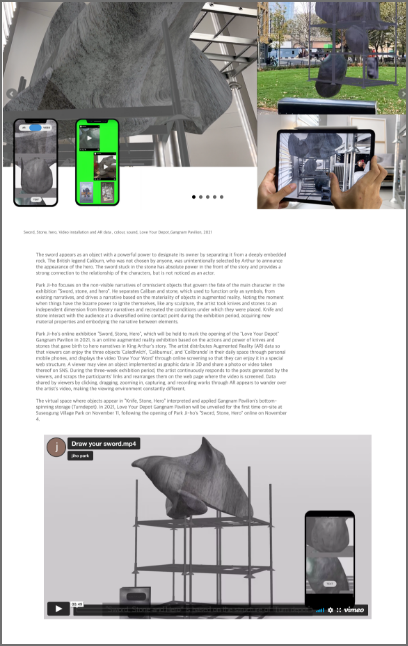 Sword, Stone, Hero, Video installation and AR, colour, sound, Love Your Depot_Gangnam Pavilion, 2021
The sword appears as an object with a powerful power to designate its owner by separating it from a deeply embedded
rock. The British legend Caliburn, who was not chosen by anyone, was unintentionally selected by Arthur to announce
the appearance of the hero. The sword stuck in the stone has absolute power in the front of the story and provides a
strong connection to the relationship of the characters, but is not noticed as an actor.
Park Ji-ho focuses on the non-visible narratives of omniscient objects that govern the fate of the main character in the
exhibition "Sword, stone, and hero". He separates Caliban and stone, which used to function only as symbols, from
existing narratives, and drives a narrative based on the materiality of objects in augmented reality. Noting the moment
when things have the bizarre power to ignite themselves, like any scripture, the artist took knives and stones to an
independent dimension from literary narratives and recreated the conditions under which they were placed. Knife and
stone interact with the audience at a diversified online contact point during the exhibition period, acquiring new
material properties and embodying the narrative between elements.
Park Ji-ho's online exhibition "Sword, Stone, Hero", which will be held to mark the opening of the "Love Your Depot"
Gangnam Pavilion in 2021, is an online augmented reality exhibition based on the actions and power of knives and
stones that gave birth to hero narratives in King Arthur's story. The artist distributes Augmented Reality (AR) data so
that viewers can enjoy the three objects 'Caledfwlch', 'Caliburnus', and 'Calibrande' in their daily space through personal
mobile phones, and displays the video 'Draw Your Word' through online screening so that they can enjoy it in a special
web structure. A viewer may view an object implemented as graphic data in 3D and share a photo or video taken
thereof on SNS. During the three-week exhibition period, the artist continuously responds to the posts generated by the
viewers, and scraps the participants' links and rearranges them on the web page where the video is screened. Data
shared by viewers by clicking, dragging, zooming in, capturing, and recording works through AR appears to wander over
the artist's video, making the viewing environment constantly different.
The virtual space where objects appear in "Knife, Stone, Hero" interpreted and applied Gangnam Pavilion's bottom-
spinning storage (Turndepot) in 2021. Love Your Depot Gangnam Pavilion will be unveiled for the first time on-site at
Garosugil Village Park on November 11, following the opening of Park Ji-ho's "Sword, Stone, Hero" online on November
4.
j
Draw your sword.mp4
jiho park
vimeo